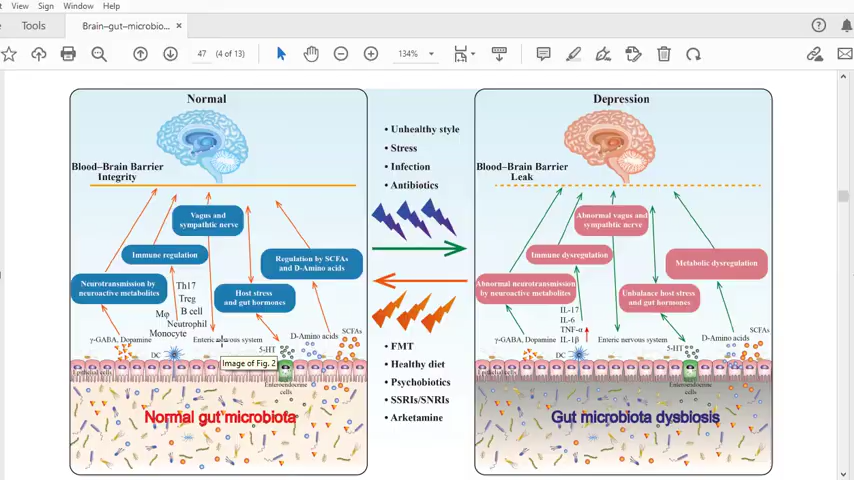 t
View
Sign
Window
Help
Tools
Brain–gut–microbio... ×
47 (4 of 13)
134%
Normal
Blood–Brain Barrier
Integrity
Vagus and
sympathtic nerve
Immune regulation
Regulation by SCFAs
and D-Amino acids
Neurotransmission by
neuroactive metabolites
Host stress
and gut hormones
Th17
Treg
B cell
Mφ
Neutrophil
Monocyte
γ-GABA, Dopamine
DC
Enteric nervous system
5-HT
D-Amino acids
SCFAs
Image of Fig. 2
Epithelial cells
Enteroendocrine
cells
Normal gut microbiota
• Unhealthy style
• Stress
• Infection
• Antibiotics
• FMT
• Healthy diet
• Psychobiotics
• SSRIs/SNRIs
• Arketamine
Depression
Blood–Brain Barrier
Leak
Abnormal vagus and
sympathtic nerve
Immune dysregulation
Metabolic dysregulation
Abnormal neurotransmission
by neuroactive metabolites
Unbalance host stress
and gut hormones
IL-17
IL-6
TNF-α
IL-1β
γ-GABA, Dopamine
DC
Enteric nervous system
5-HT
D-Amino acids
SCFAs
Epithelial cells
Enteroendocrine
cells
Gut microbiota dysbiosis